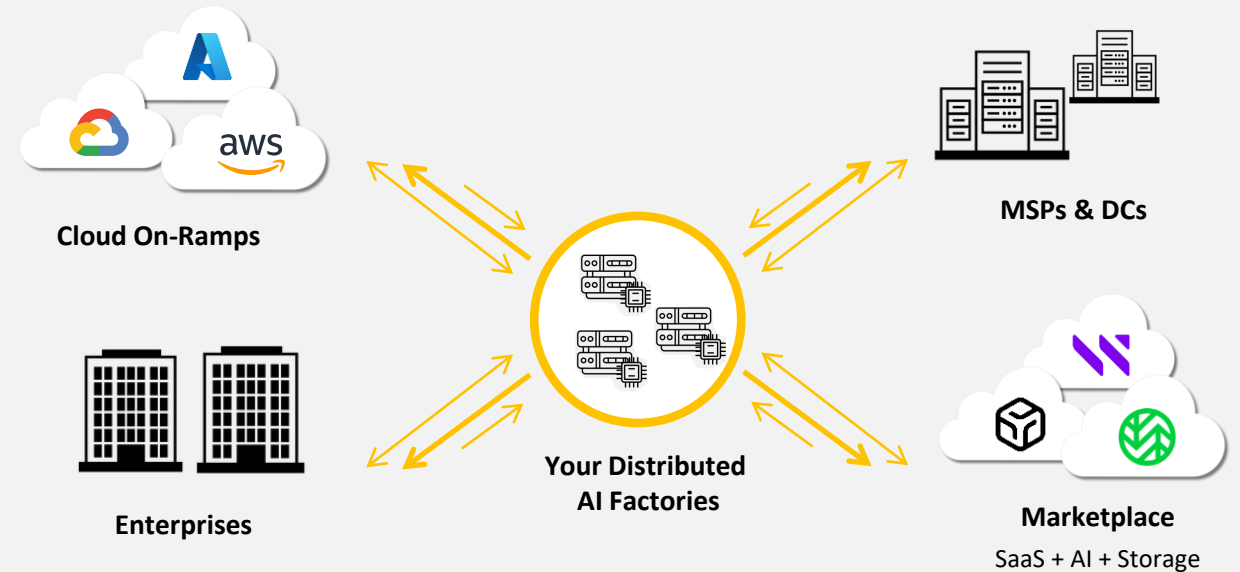 aws
Cloud On-Ramps
MSPs & DCs
Your Distributed
AI Factories
Enterprises
Marketplace
SaaS + AI + Storage